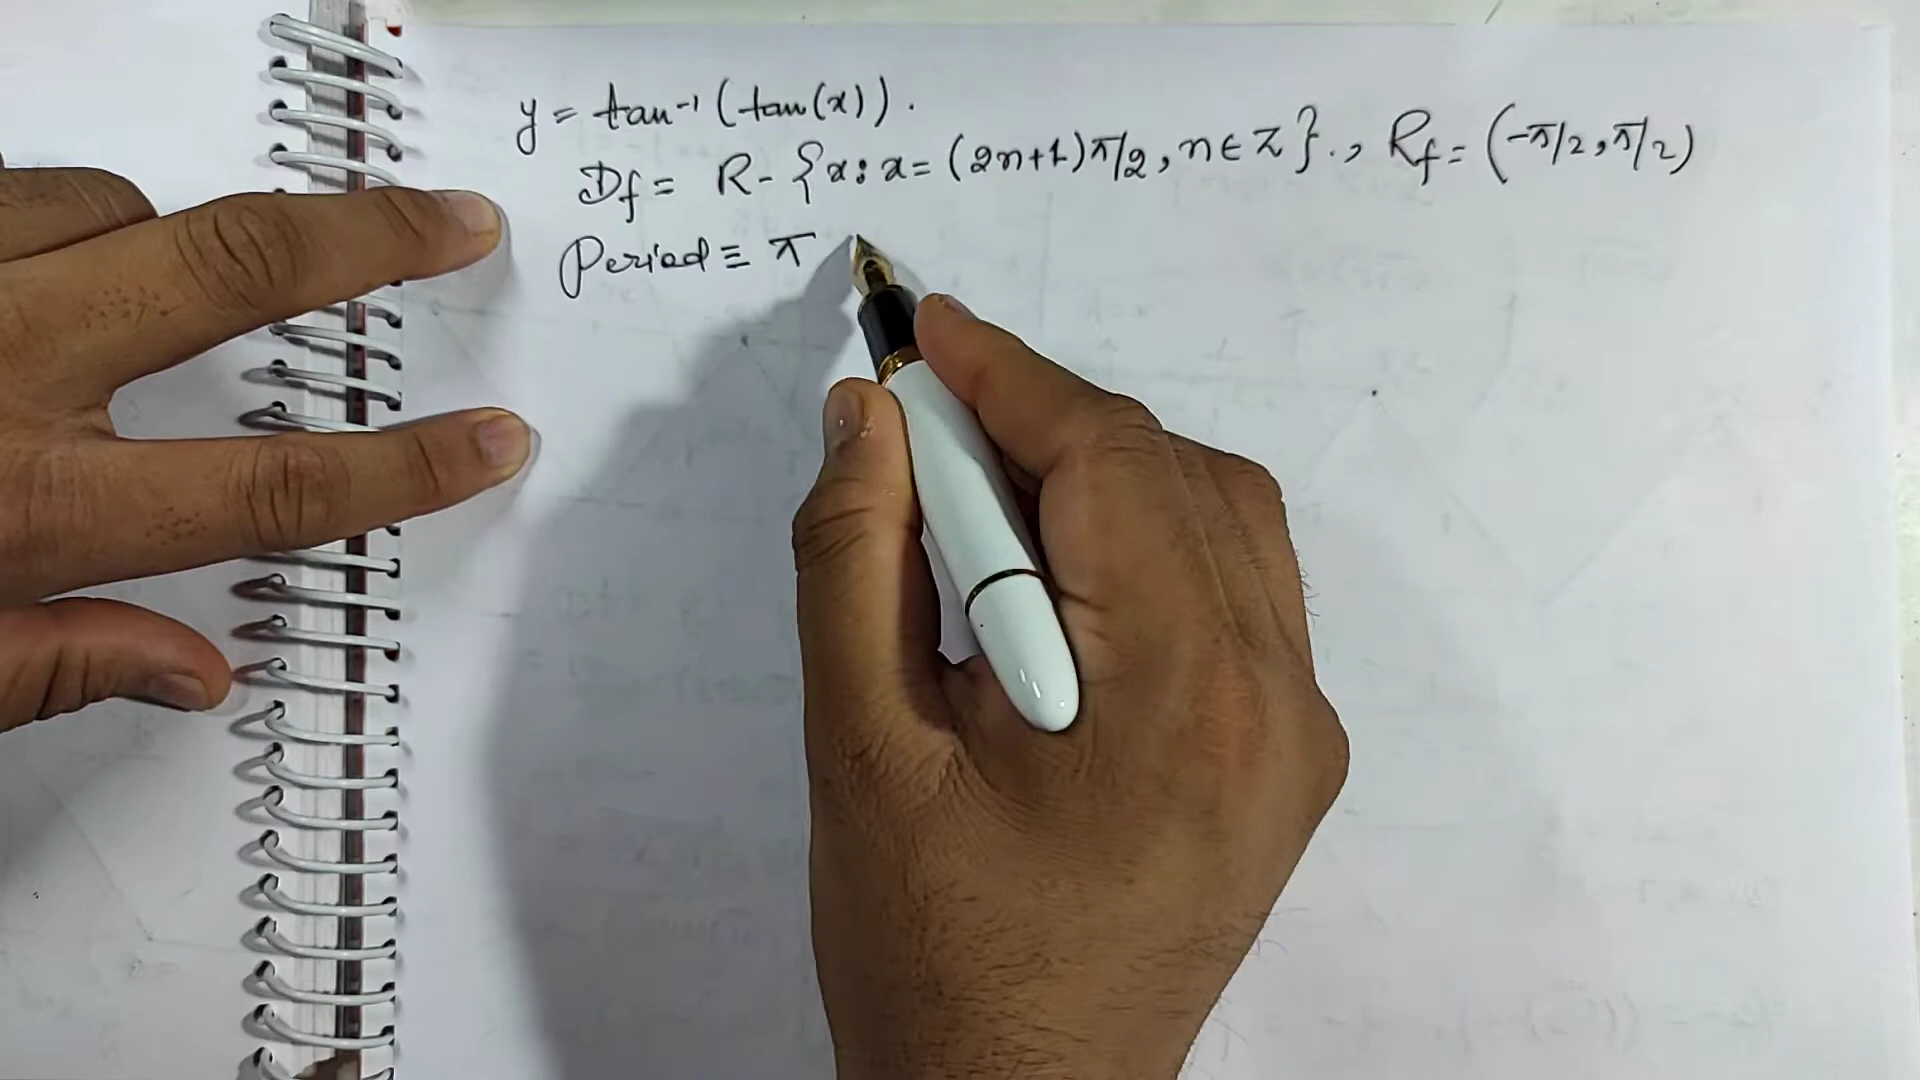 y = tan⁻¹(tan(x)).
Df = R - {x : x = (2n+1)π/2, n ∈ Z}., Rf = (-π/2, π/2)
Period ≡ π